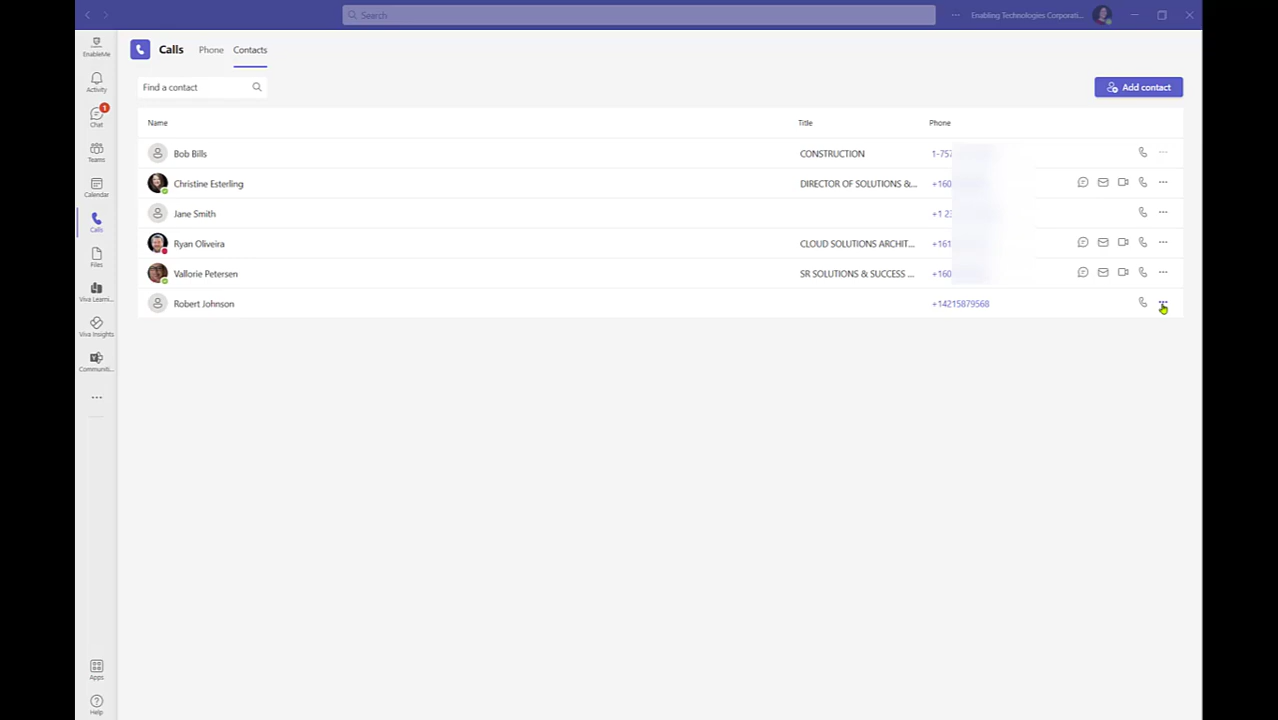 Search
Enabling Technologies Corporati...
EnableMe
Activity
1
Chat
Teams
Calendar
Calls
Files
Viva Learni...
Viva Insights
Communiti...
Apps
Help
Calls Phone Contacts
Find a contact
Add contact
Name Title Phone
Bob Bills CONSTRUCTION 1-757
Christine Esterling DIRECTOR OF SOLUTIONS &... +160
Jane Smith +1 23
Ryan Oliveira CLOUD SOLUTIONS ARCHIT... +161
Vallorie Petersen SR SOLUTIONS & SUCCESS ... +160
Robert Johnson +14215879568